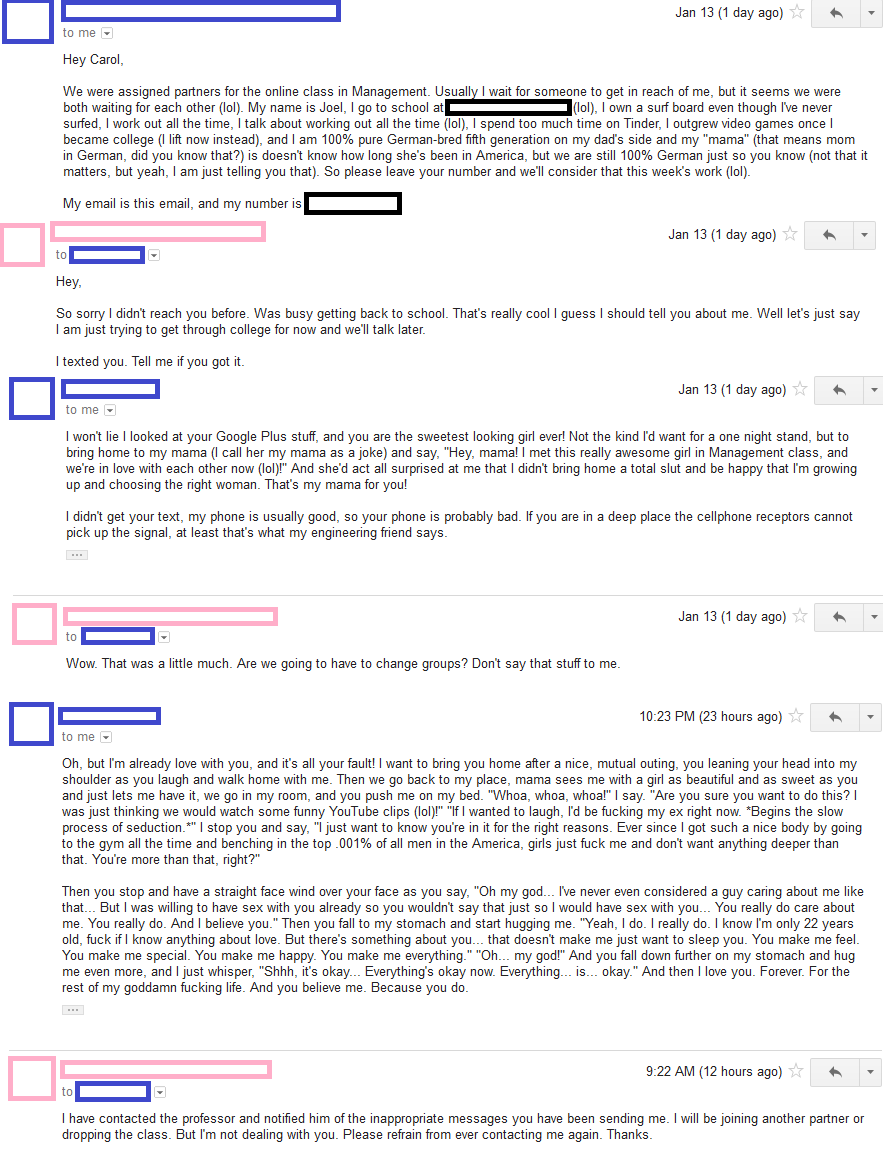 Jan 13 (1 day ago)
to me
Hey Carol,
We were assigned partners for the online class in Management. Usually I wait for someone to get in reach of me, but it seems we were
both waiting for each other (lol). My name is Joel, I go to school at (lol), I own a surf board even though I've never
surfed, I work out all the time, I talk about working out all the time (lol), I spend too much time on Tinder, I outgrew video games once I
became college (I lift now instead), and I am 100% pure German-bred fifth generation on my dad's side and my "mama" (that means mom
in German, did you know that?) is doesn't know how long she's been in America, but we are still 100% German just so you know (not that it
matters, but yeah, I am just telling you that). So please leave your number and we'll consider that this week's work (lol).
My email is this email, and my number is
Jan 13 (1 day ago)
to
Hey,
So sorry I didn't reach you before. Was busy getting back to school. That's really cool I guess I should tell you about me. Well let's just say
I am just trying to get through college for now and we'll talk later.
I texted you. Tell me if you got it.
Jan 13 (1 day ago)
to me
I won't lie I looked at your Google Plus stuff, and you are the sweetest looking girl ever! Not the kind I'd want for a one night stand, but to
bring home to my mama (I call her my mama as a joke) and say, "Hey, mama! I met this really awesome girl in Management class, and
we're in love with each other now (lol)!" And she'd act all surprised at me that I didn't bring home a total slut and be happy that I'm growing
up and choosing the right woman. That's my mama for you!
I didn't get your text, my phone is usually good, so your phone is probably bad. If you are in a deep place the cellphone receptors cannot
pick up the signal, at least that's what my engineering friend says.
Jan 13 (1 day ago)
to
Wow. That was a little much. Are we going to have to change groups? Don't say that stuff to me.
10:23 PM (23 hours ago)
to me
Oh, but I'm already love with you, and it's all your fault! I want to bring you home after a nice, mutual outing, you leaning your head into my
shoulder as you laugh and walk home with me. Then we go back to my place, mama sees me with a girl as beautiful and as sweet as you
and just lets me have it, we go in my room, and you push me on my bed. "Whoa, whoa, whoa!" I say. "Are you sure you want to do this? I
was just thinking we would watch some funny YouTube clips (lol)!" "If I wanted to laugh, I'd be fucking my ex right now. *Begins the slow
process of seduction.*" I stop you and say, "I just want to know you're in it for the right reasons. Ever since I got such a nice body by going
to the gym all the time and benching in the top .001% of all men in the America, girls just fuck me and don't want anything deeper than
that. You're more than that, right?"
Then you stop and have a straight face wind over your face as you say, "Oh my god... I've never even considered a guy caring about me like
that... But I was willing to have sex with you already so you wouldn't say that just so I would have sex with you... You really do care about
me. You really do. And I believe you." Then you fall to my stomach and start hugging me. "Yeah, I do. I really do. I know I'm only 22 years
old, fuck if I know anything about love. But there's something about you... that doesn't make me just want to sleep you. You make me feel.
You make me special. You make me happy. You make me everything." "Oh... my god!" And you fall down further on my stomach and hug
me even more, and I just whisper, "Shhh, it's okay... Everything's okay now. Everything... is... okay." And then I love you. Forever. For the
rest of my goddamn fucking life. And you believe me. Because you do.
9:22 AM (12 hours ago)
to
I have contacted the professor and notified him of the inappropriate messages you have been sending me. I will be joining another partner or
dropping the class. But I'm not dealing with you. Please refrain from ever contacting me again. Thanks.